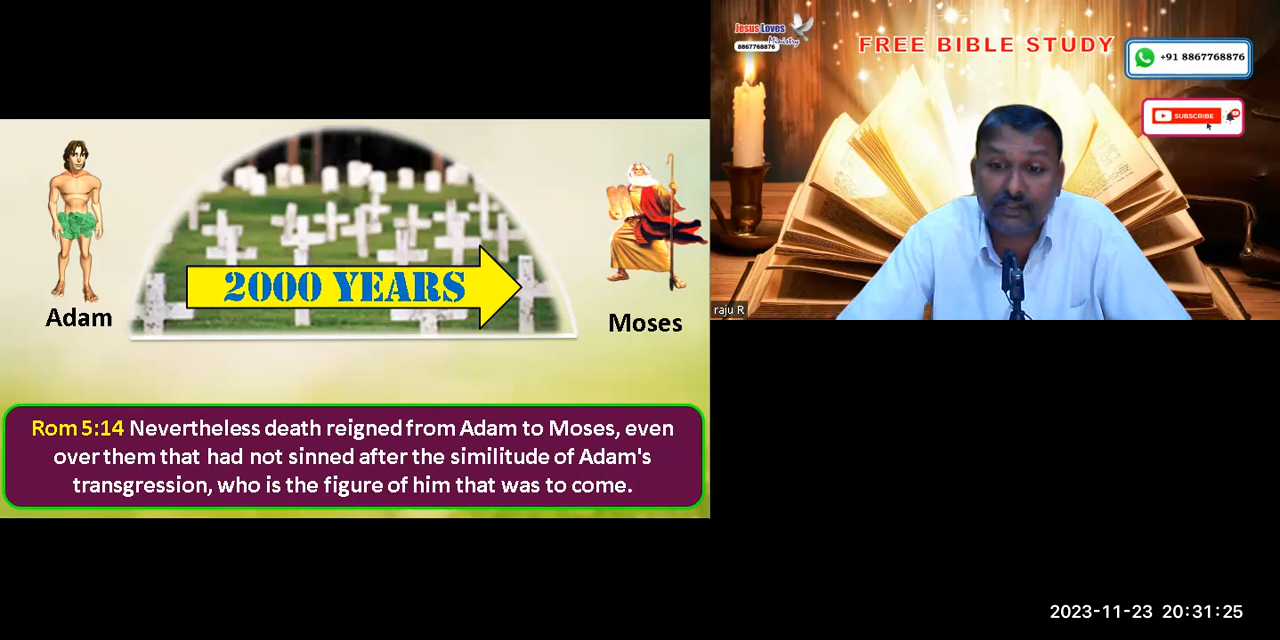 2000 YEARS
Adam
Moses
Rom 5:14 Nevertheless death reigned from Adam to Moses, even
over them that had not sinned after the similitude of Adam's
transgression, who is the figure of him that was to come.
Jesus Loves
Ministry
8867768876
FREE BIBLE STUDY
+91 8867768876
SUBSCRIBE
raju R
2023-11-23 20:31:25